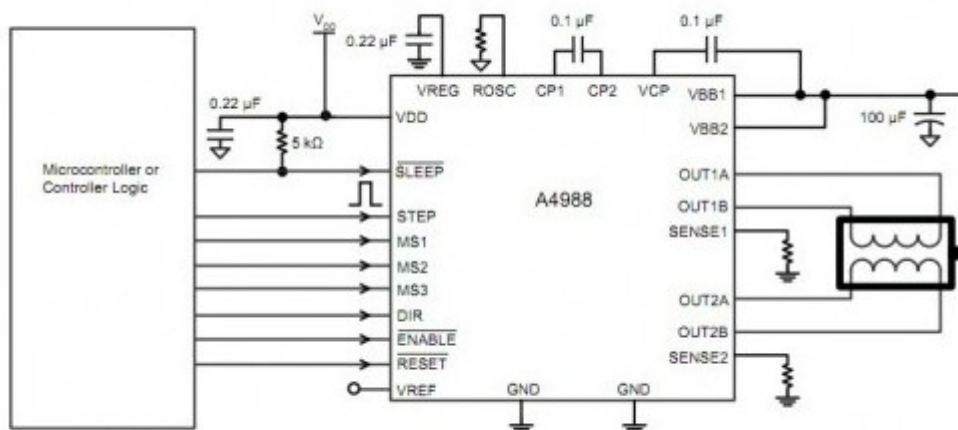 V_DD
0.22 µF
0.1 µF
0.1 µF
0.22 µF
5 kΩ
100 µF
Microcontroller or
Controller Logic
VREG
ROSC
CP1
CP2
VCP
VBB1
VDD
VBB2
SLEEP
OUT1A
A4988
OUT1B
STEP
SENSE1
MS1
MS2
MS3
OUT2A
DIR
OUT2B
ENABLE
SENSE2
RESET
VREF
GND
GND